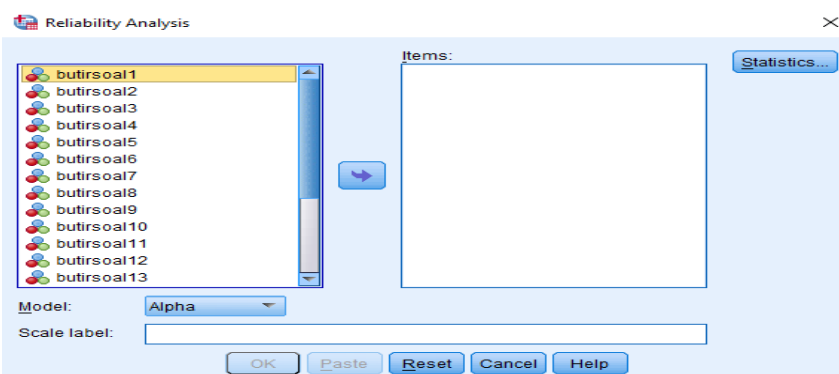 Reliability Analysis
Items:
Statistics...
butirsoal1
butirsoal2
butirsoal3
butirsoal4
butirsoal5
butirsoal6
butirsoal7
butirsoal8
butirsoal9
butirsoal10
butirsoal11
butirsoal12
butirsoal13
Model: Alpha
Scale label:
OK Paste Reset Cancel Help